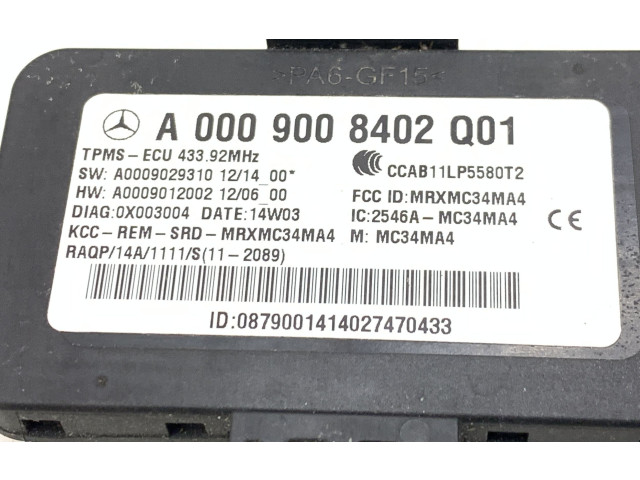 >PA6-GF15<
A 000 900 8402 Q01
TPMS-ECU 433.92MHz
SW: A0009029310 12/14_00*
CCAB11LP5580T2
HW: A0009012002 12/06_00
FCC ID:MRXMC34MA4
DIAG:0X003004 DATE:14W03
IC:2546A-MC34MA4
CE
KCC-REM-SRD-MRXMC34MA4
M: MC34MA4
RAQP/14A/1111/S(11-2089)
ID:0879001414027470433